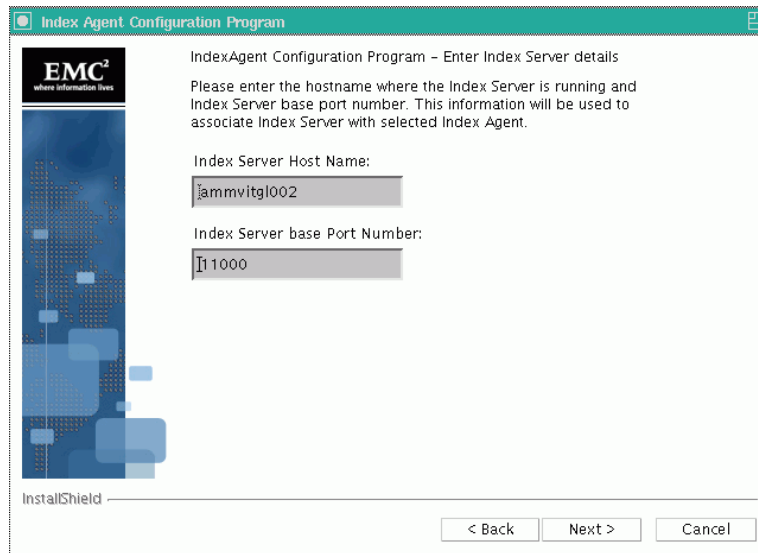 Index Agent Configuration Program
EMC²
where information lives
IndexAgent Configuration Program – Enter Index Server details
Please enter the hostname where the Index Server is running and
Index Server base port number. This information will be used to
associate Index Server with selected Index Agent.
Index Server Host Name:
ammvitgl002
Index Server base Port Number:
11000
InstallShield
< Back
Next >
Cancel